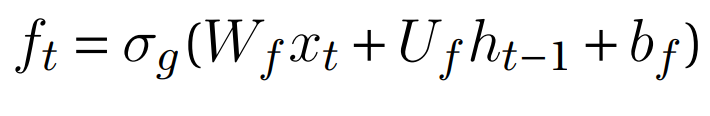 f_t = σ_g(W_f x_t + U_f h_{t−1} + b_f)